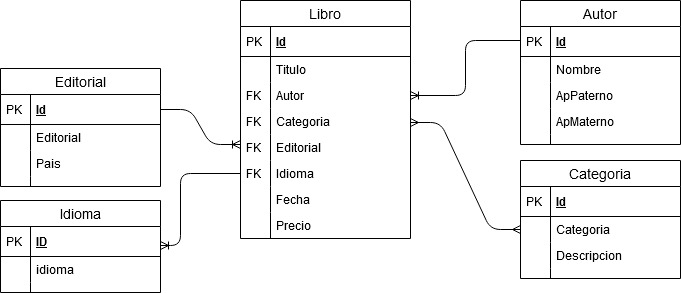 Libro
PK Id
Titulo
FK Autor
FK Categoria
FK Editorial
FK Idioma
Fecha
Precio
Autor
PK Id
Nombre
ApPaterno
ApMaterno
Editorial
PK Id
Editorial
Pais
Idioma
PK ID
idioma
Categoria
PK Id
Categoria
Descripcion